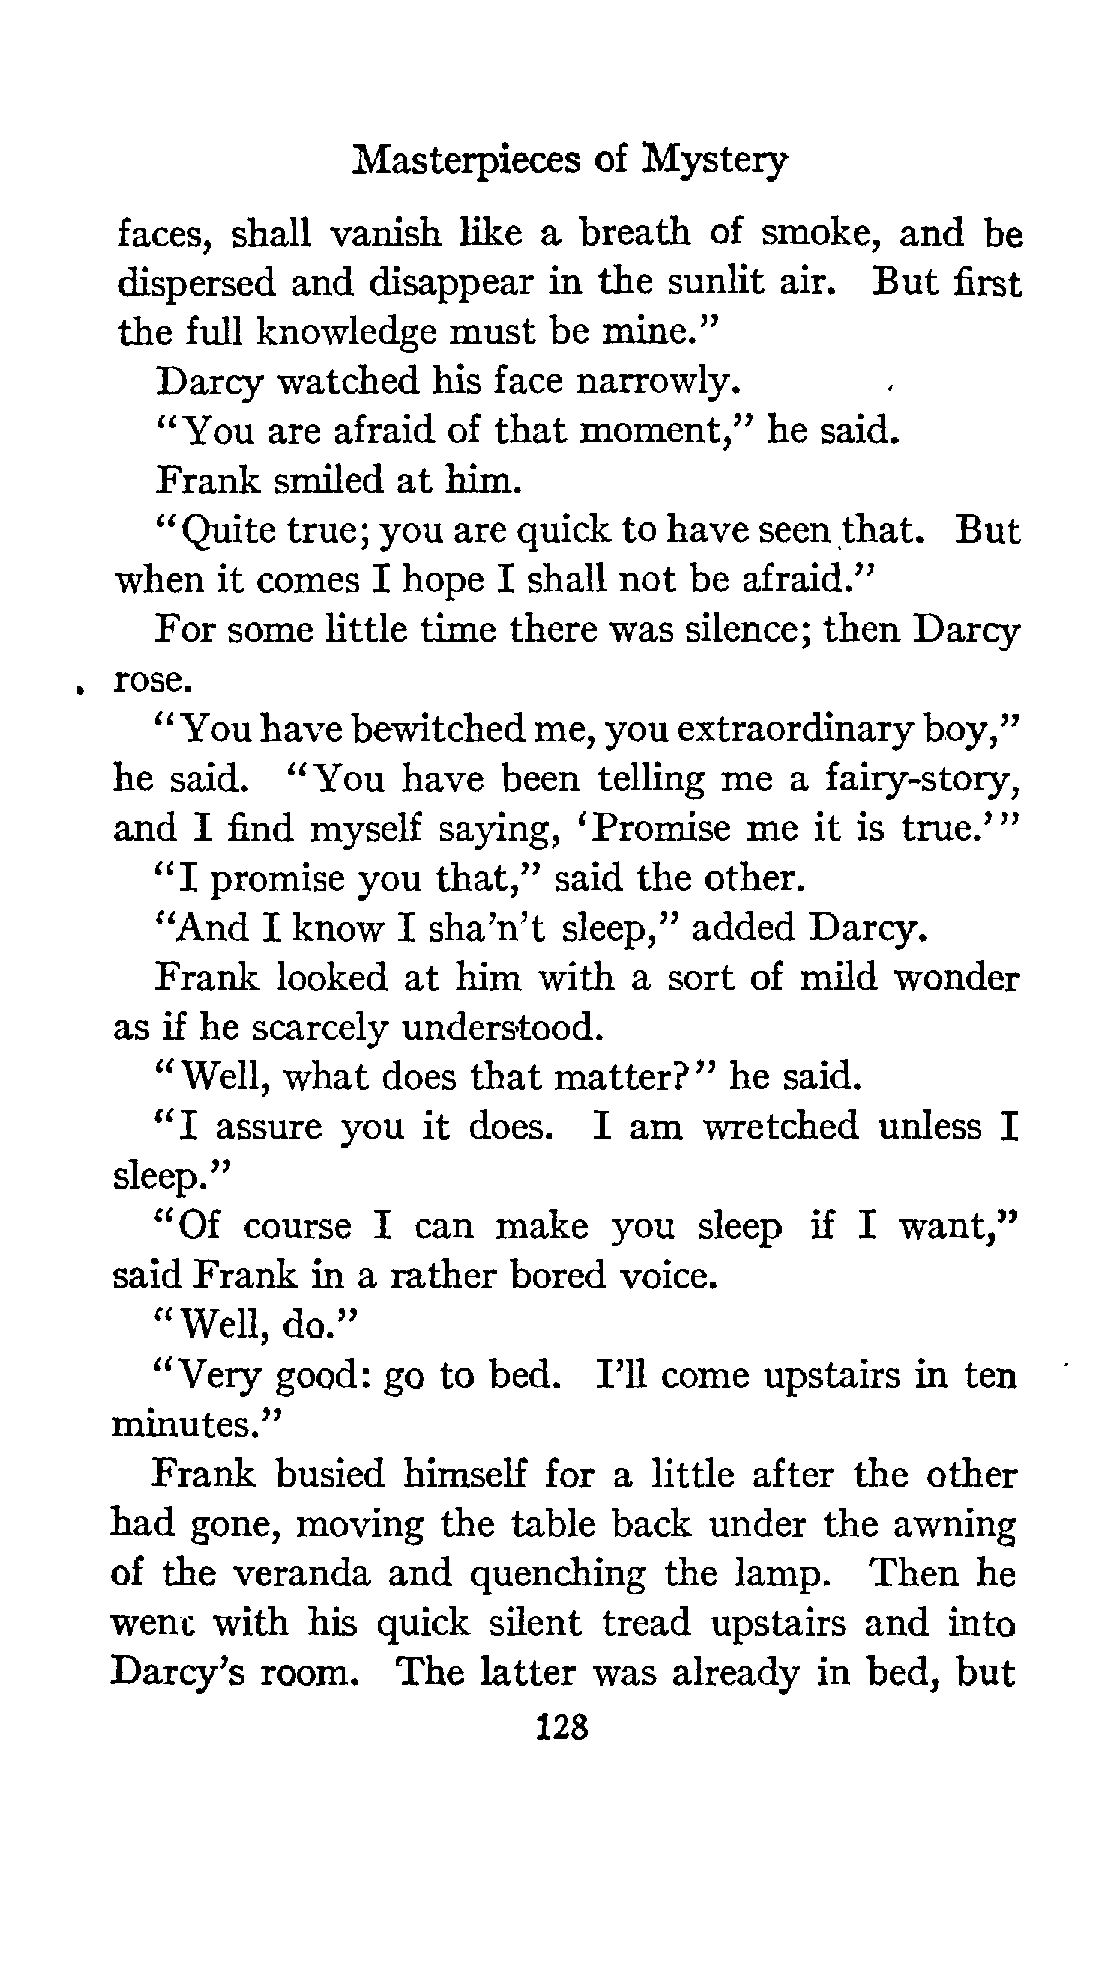 Masterpieces of Mystery
faces, shall vanish like a breath of smoke, and be
dispersed and disappear in the sunlit air. But first
the full knowledge must be mine."
Darcy watched his face narrowly.
"You are afraid of that moment," he said.
Frank smiled at him.
"Quite true; you are quick to have seen that. But
when it comes I hope I shall not be afraid."
For some little time there was silence; then Darcy
rose.
"You have bewitched me, you extraordinary boy,"
he said. "You have been telling me a fairy-story,
and I find myself saying, 'Promise me it is true.'"
"I promise you that," said the other.
"And I know I sha'n't sleep," added Darcy.
Frank looked at him with a sort of mild wonder
as if he scarcely understood.
"Well, what does that matter?" he said.
"I assure you it does. I am wretched unless I
sleep."
"Of course I can make you sleep if I want,"
said Frank in a rather bored voice.
"Well, do."
"Very good: go to bed. I'll come upstairs in ten
minutes."
Frank busied himself for a little after the other
had gone, moving the table back under the awning
of the veranda and quenching the lamp. Then he
went with his quick silent tread upstairs and into
Darcy's room. The latter was already in bed, but
128